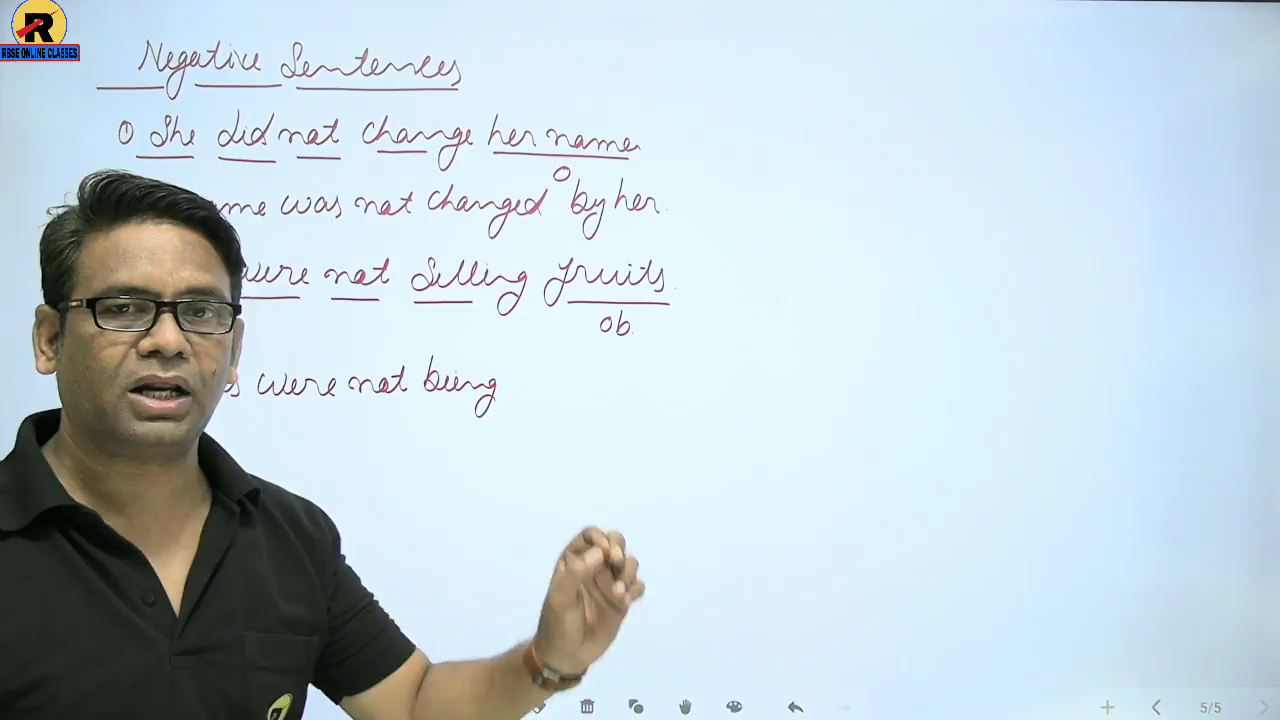 R
RBSE ONLINE CLASSES
Negative Sentences
① She did not change her name.
o
me was not changed by her.
were not Selling fruits.
ob.
s were not being
5/5